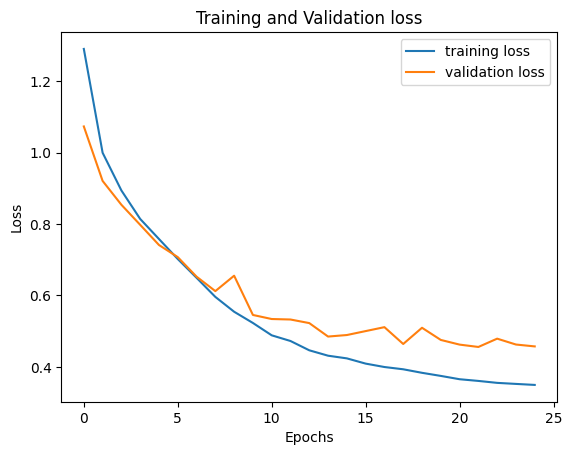 Training and Validation loss
training loss
validation loss
Loss
1.2
1.0
0.8
0.6
0.4
0 5 10 15 20 25
Epochs